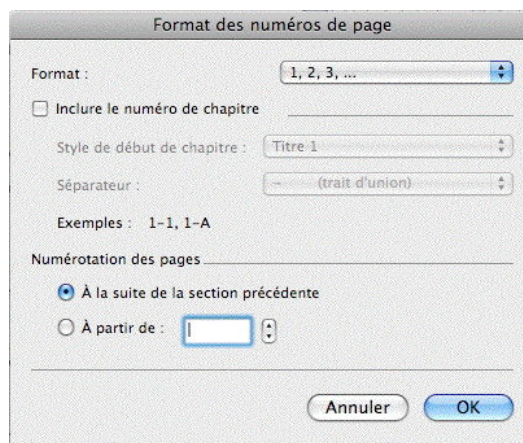 Format des numéros de page
Format : 1, 2, 3, ...
Inclure le numéro de chapitre
Style de début de chapitre : Titre 1
Séparateur : - (trait d'union)
Exemples : 1-1, 1-A
Numérotation des pages
À la suite de la section précédente
À partir de :
Annuler OK